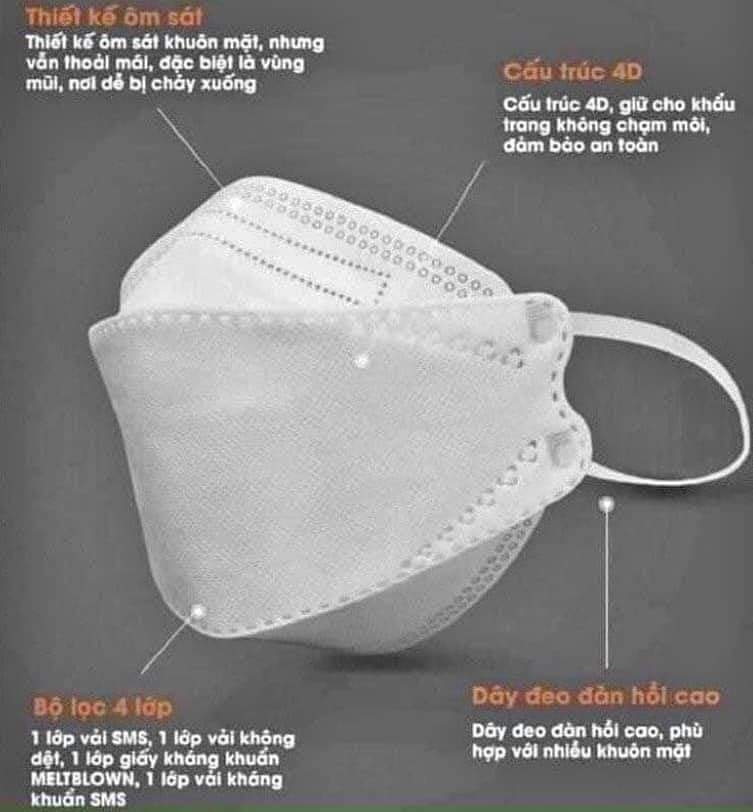 Thiết kế ôm sát
Thiết kế ôm sát khuôn mặt, nhưng
vẫn thoải mái, đặc biệt là vùng
mũi, nơi dễ bị chảy xuống
Cấu trúc 4D
Cấu trúc 4D, giữ cho khẩu
trang không chạm môi,
đảm bảo an toàn
Bộ lọc 4 lớp
1 lớp vải SMS, 1 lớp vải không
dệt, 1 lớp giấy kháng khuẩn
MELTBLOWN, 1 lớp vải kháng
khuẩn SMS
Dây đeo đàn hồi cao
Dây đeo đàn hồi cao, phù
hợp với nhiều khuôn mặt